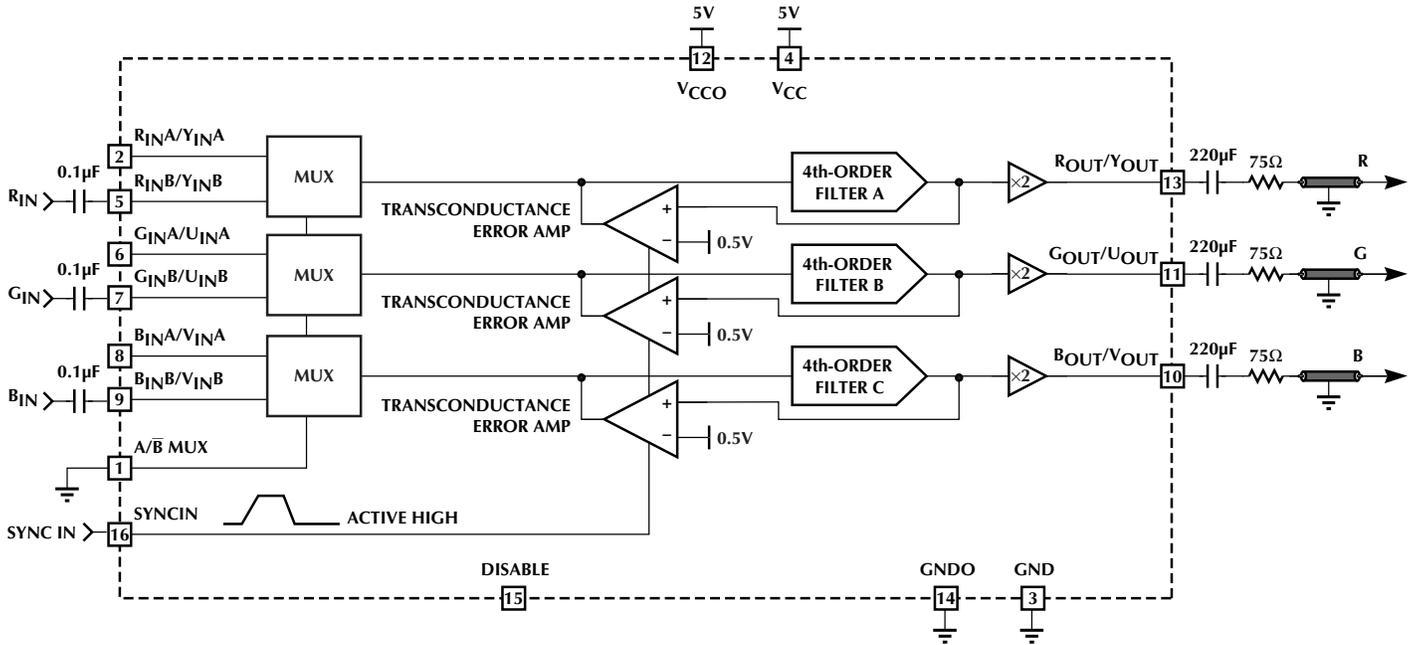 5V 5V
12 4
VCCO VCC
RINA/YINA
2
0.1µF
RINB/YINB
RIN
5
MUX
GINA/UINA
6
0.1µF
GINB/UINB
GIN
7
MUX
BINA/VINA
8
0.1µF
BINB/VINB
BIN
9
MUX
A/B̅ MUX
1
SYNCIN
SYNC IN
16
ACTIVE HIGH
TRANSCONDUCTANCE
ERROR AMP
+
–
0.5V
4th-ORDER
FILTER A
×2
ROUT/YOUT
13
220µF
75Ω
R
TRANSCONDUCTANCE
ERROR AMP
+
–
0.5V
4th-ORDER
FILTER B
×2
GOUT/UOUT
11
220µF
75Ω
G
TRANSCONDUCTANCE
ERROR AMP
+
–
0.5V
4th-ORDER
FILTER C
×2
BOUT/VOUT
10
220µF
75Ω
B
DISABLE
15
GNDO
14
GND
3